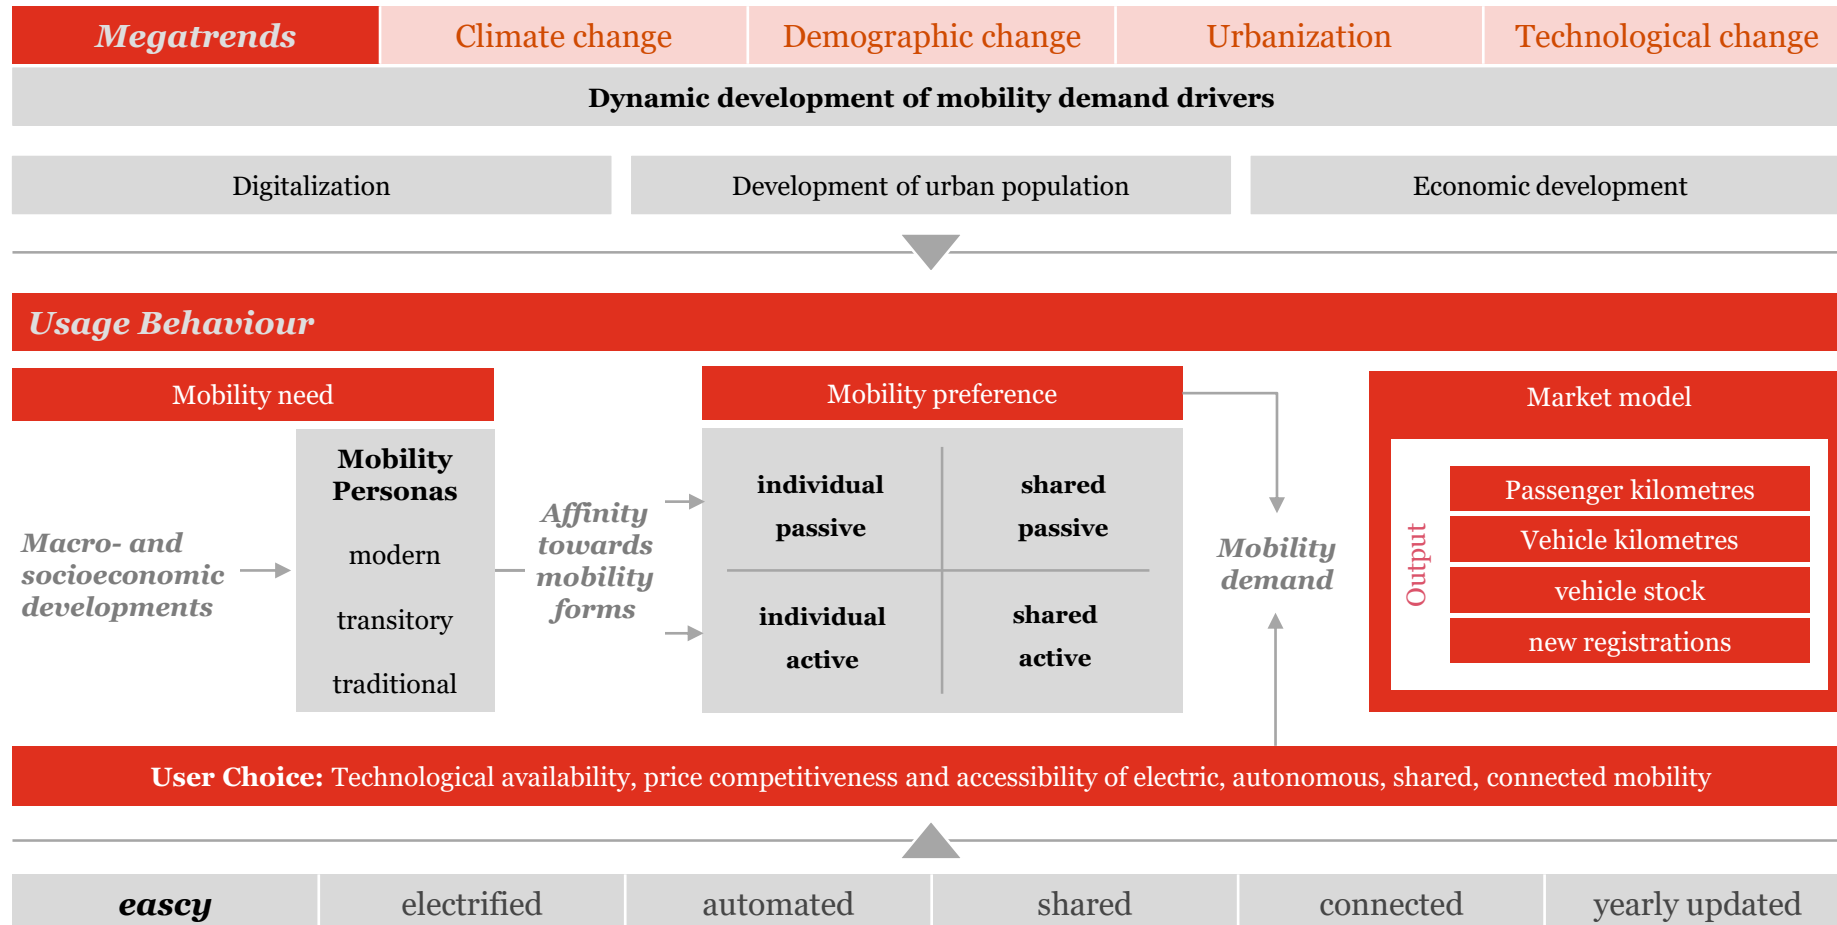 Megatrends
Climate change
Demographic change
Urbanization
Technological change
Dynamic development of mobility demand drivers
Digitalization
Development of urban population
Economic development
Usage Behaviour
Mobility need
Mobility
Personas
modern
transitory
traditional
Macro- and
socioeconomic
developments
Affinity
towards
mobility
forms
Mobility preference
individual
passive
shared
passive
individual
active
shared
active
Mobility
demand
Market model
Output
Passenger kilometres
Vehicle kilometres
vehicle stock
new registrations
User Choice: Technological availability, price competitiveness and accessibility of electric, autonomous, shared, connected mobility
eascy
electrified
automated
shared
connected
yearly updated